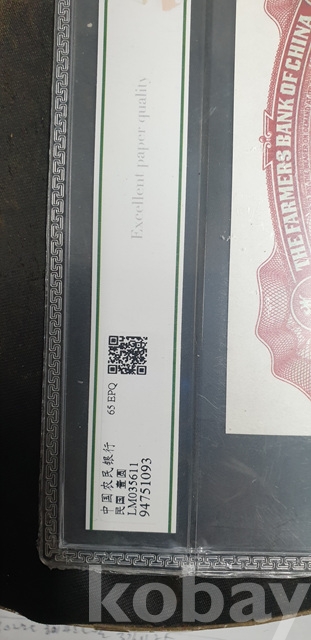 中国农民银行
民国壹圆
LM035611
94751093
65 EPQ
Excellent paper quality
THE FARMERS BANK OF CHINA
kobay